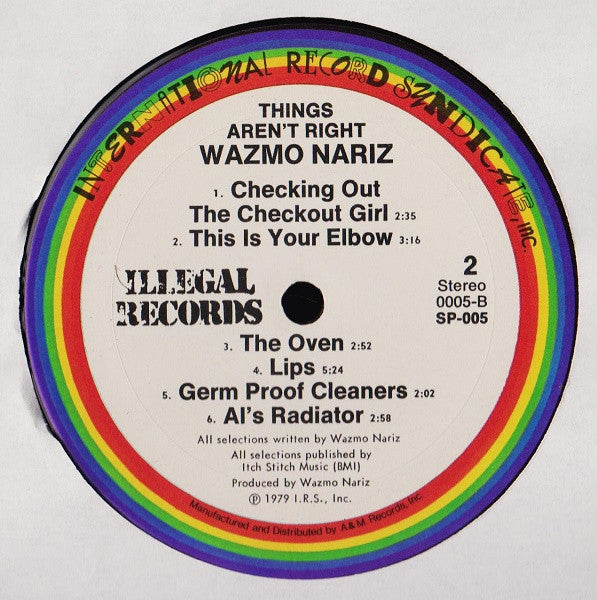 INTERNATIONAL RECORD SYNDICATE, INC.
THINGS
AREN'T RIGHT
WAZMO NARIZ
1. Checking Out
The Checkout Girl 2:35
2. This Is Your Elbow 3:16
ILLEGAL
RECORDS
2
Stereo
0005-B
SP-005
3. The Oven 2:52
4. Lips 5:24
5. Germ Proof Cleaners 2:02
6. Al's Radiator 2:58
All selections written by Wazmo Nariz
All selections published by
Itch Stitch Music (BMI)
Produced by Wazmo Nariz
℗ 1979 I.R.S., Inc.
Manufactured and Distributed by A&M Records, Inc.